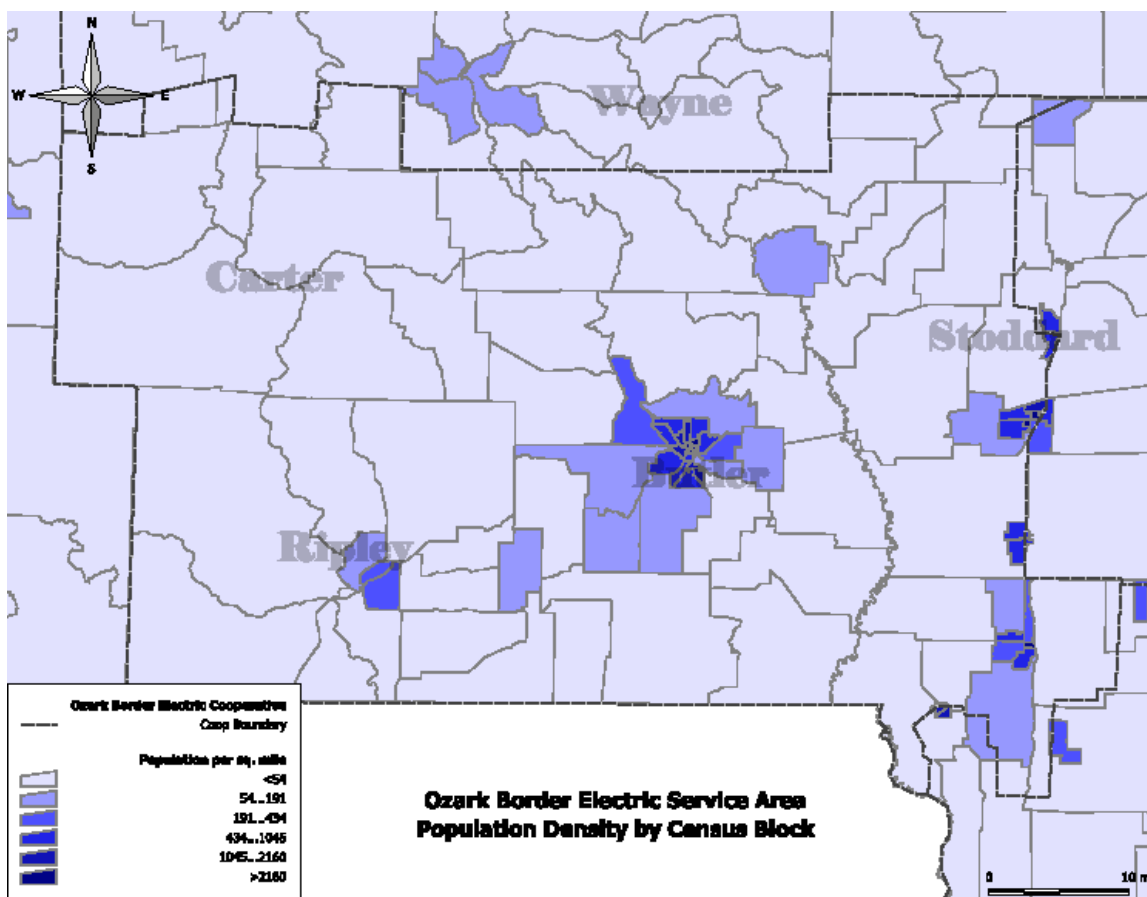 N
W E
S
Wayne
Carter
Stoddard
Butler
Ripley
Ozark Border Electric Cooperative
Coop Boundary
Population per sq. mile
<54
54...191
191...434
434...1045
1045...2160
>2160
Ozark Border Electric Service Area
Population Density by Census Block
0 10 m